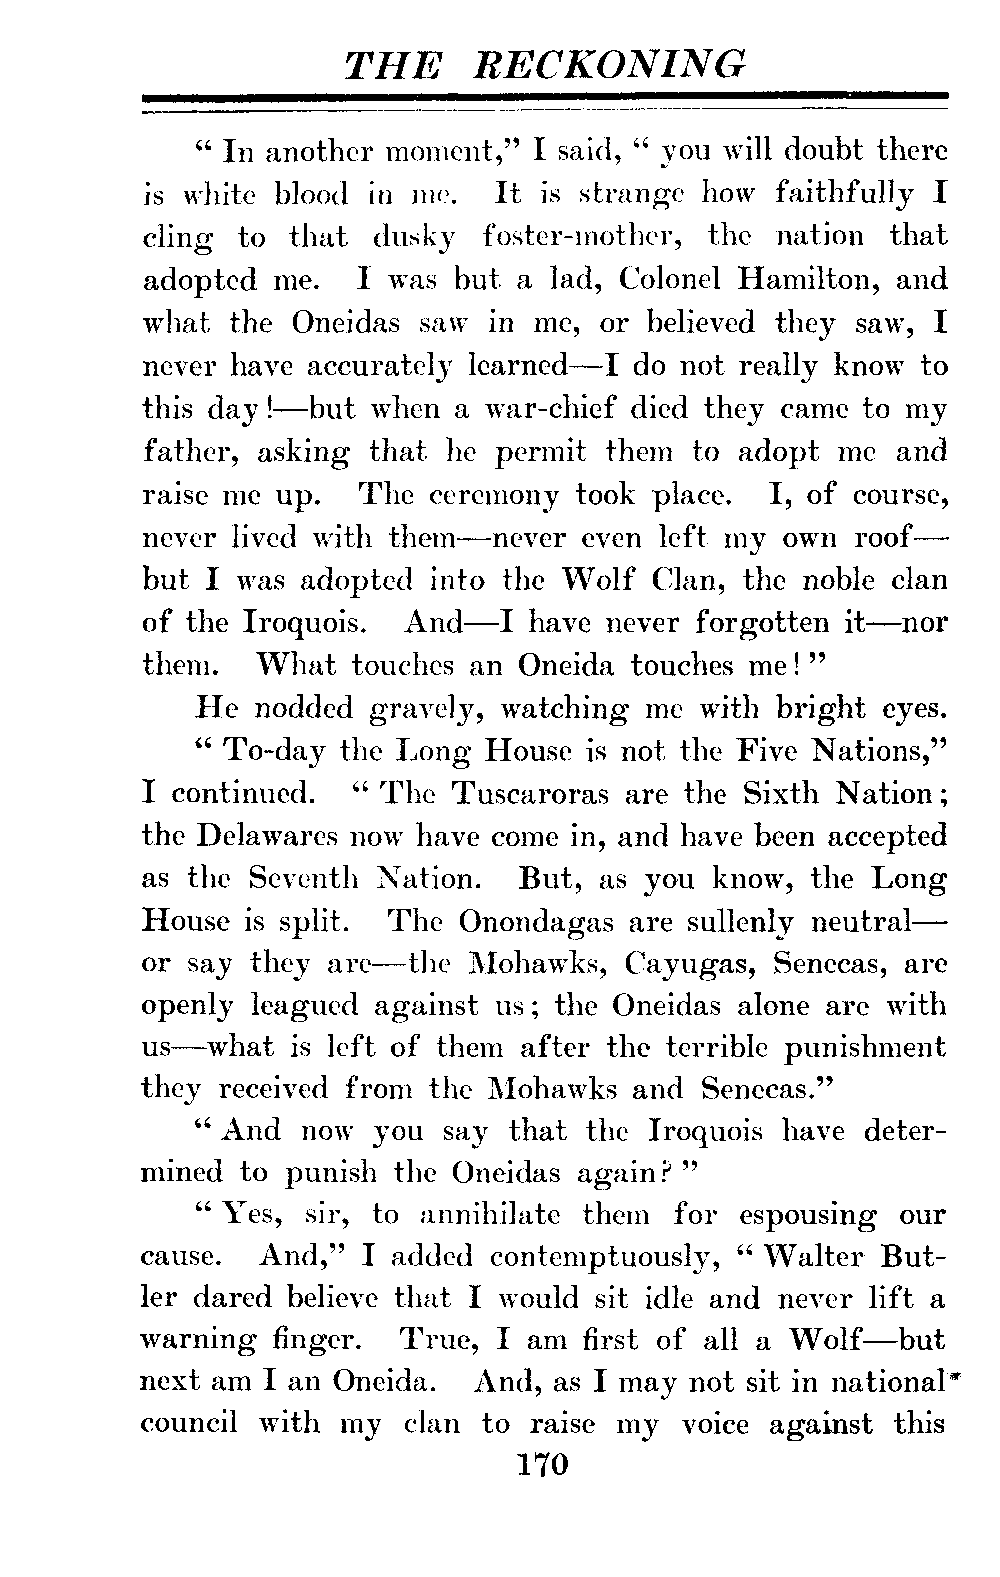 THE RECKONING
“ In another moment,” I said, “ you will doubt there
is white blood in me. It is strange how faithfully I
cling to that dusky foster-mother, the nation that
adopted me. I was but a lad, Colonel Hamilton, and
what the Oneidas saw in me, or believed they saw, I
never have accurately learned—I do not really know to
this day!—but when a war-chief died they came to my
father, asking that he permit them to adopt me and
raise me up. The ceremony took place. I, of course,
never lived with them—never even left my own roof—
but I was adopted into the Wolf Clan, the noble clan
of the Iroquois. And—I have never forgotten it—nor
them. What touches an Oneida touches me! ”
He nodded gravely, watching me with bright eyes.
“ To-day the Long House is not the Five Nations,”
I continued. “ The Tuscaroras are the Sixth Nation;
the Delawares now have come in, and have been accepted
as the Seventh Nation. But, as you know, the Long
House is split. The Onondagas are sullenly neutral—
or say they are—the Mohawks, Cayugas, Senecas, are
openly leagued against us; the Oneidas alone are with
us—what is left of them after the terrible punishment
they received from the Mohawks and Senecas.”
“ And now you say that the Iroquois have deter-
mined to punish the Oneidas again? ”
“ Yes, sir, to annihilate them for espousing our
cause. And,” I added contemptuously, “ Walter But-
ler dared believe that I would sit idle and never lift a
warning finger. True, I am first of all a Wolf—but
next am I an Oneida. And, as I may not sit in national
council with my clan to raise my voice against this
170